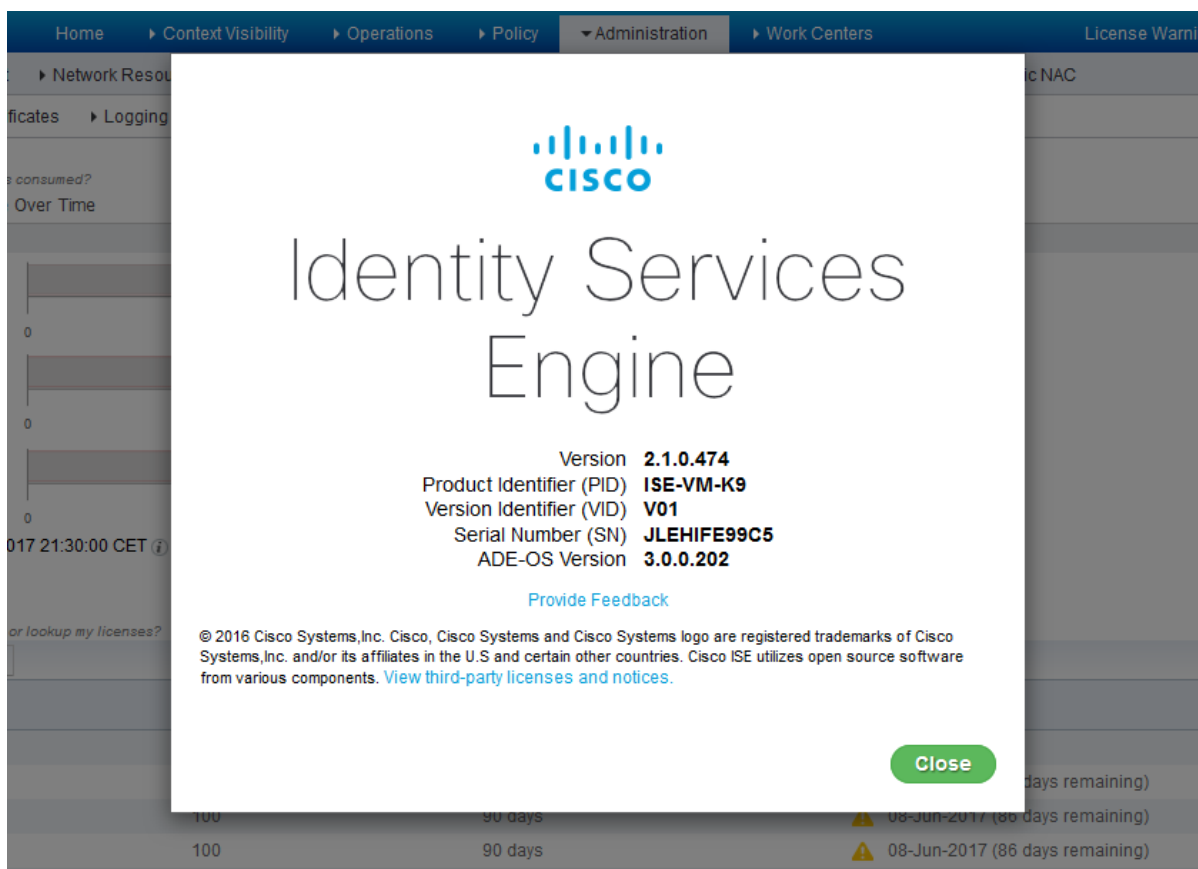 Home Context Visibility Operations Policy Administration Work Centers License Warni
Network Resou ic NAC
ficates Logging
s consumed?
Over Time
0
0
0
017 21:30:00 CET
or lookup my licenses?
CISCO
Identity Services
Engine
Version 2.1.0.474
Product Identifier (PID) ISE-VM-K9
Version Identifier (VID) V01
Serial Number (SN) JLEHIFE99C5
ADE-OS Version 3.0.0.202
Provide Feedback
© 2016 Cisco Systems,Inc. Cisco, Cisco Systems and Cisco Systems logo are registered trademarks of Cisco
Systems,Inc. and/or its affiliates in the U.S and certain other countries. Cisco ISE utilizes open source software
from various components. View third-party licenses and notices.
Close
days remaining)
100 90 days 08-Jun-2017 (86 days remaining)
100 90 days 08-Jun-2017 (86 days remaining)